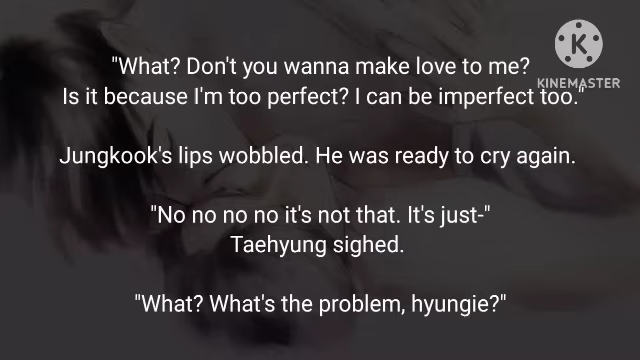 "What? Don't you wanna make love to me?
Is it because I'm too perfect? I can be imperfect too."
KINEMASTER
Jungkook's lips wobbled. He was ready to cry again.
"No no no no it's not that. It's just-"
Taehyung sighed.
"What? What's the problem, hyungie?"